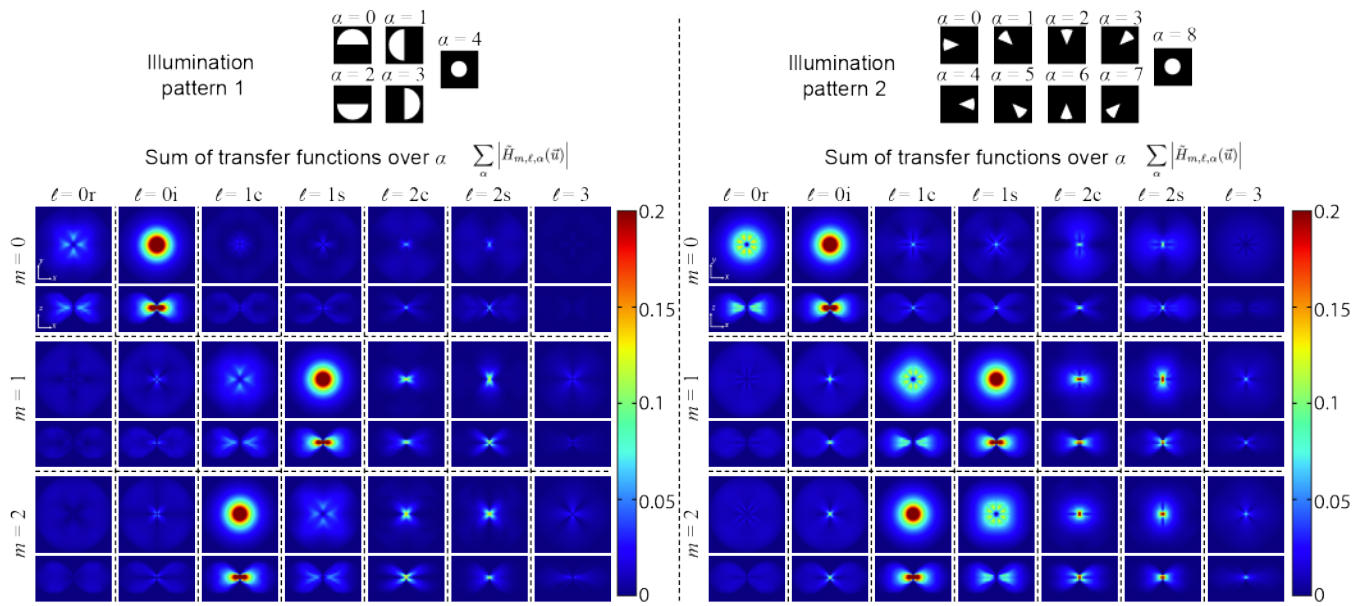 α = 0 α = 1
α = 4
Illumination
pattern 1
α = 2 α = 3
Sum of transfer functions over α ∑_α |H̃_{m,ℓ,α}(u⃗)|
ℓ = 0r ℓ = 0i ℓ = 1c ℓ = 1s ℓ = 2c ℓ = 2s ℓ = 3
m = 0
y
x
z
x
m = 1
m = 2
0.2
0.15
0.1
0.05
0
α = 0 α = 1 α = 2 α = 3
α = 8
Illumination
pattern 2
α = 4 α = 5 α = 6 α = 7
Sum of transfer functions over α ∑_α |H̃_{m,ℓ,α}(u⃗)|
ℓ = 0r ℓ = 0i ℓ = 1c ℓ = 1s ℓ = 2c ℓ = 2s ℓ = 3
m = 0
y
x
z
x
m = 1
m = 2
0.2
0.15
0.1
0.05
0